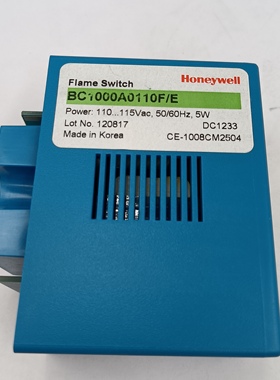 Flame Switch Honeywell
BC1000A0110F/E
Power: 110...115Vac, 50/60Hz, 5W
Lot No. 120817 DC1233
Made in Korea CE-1008CM2504